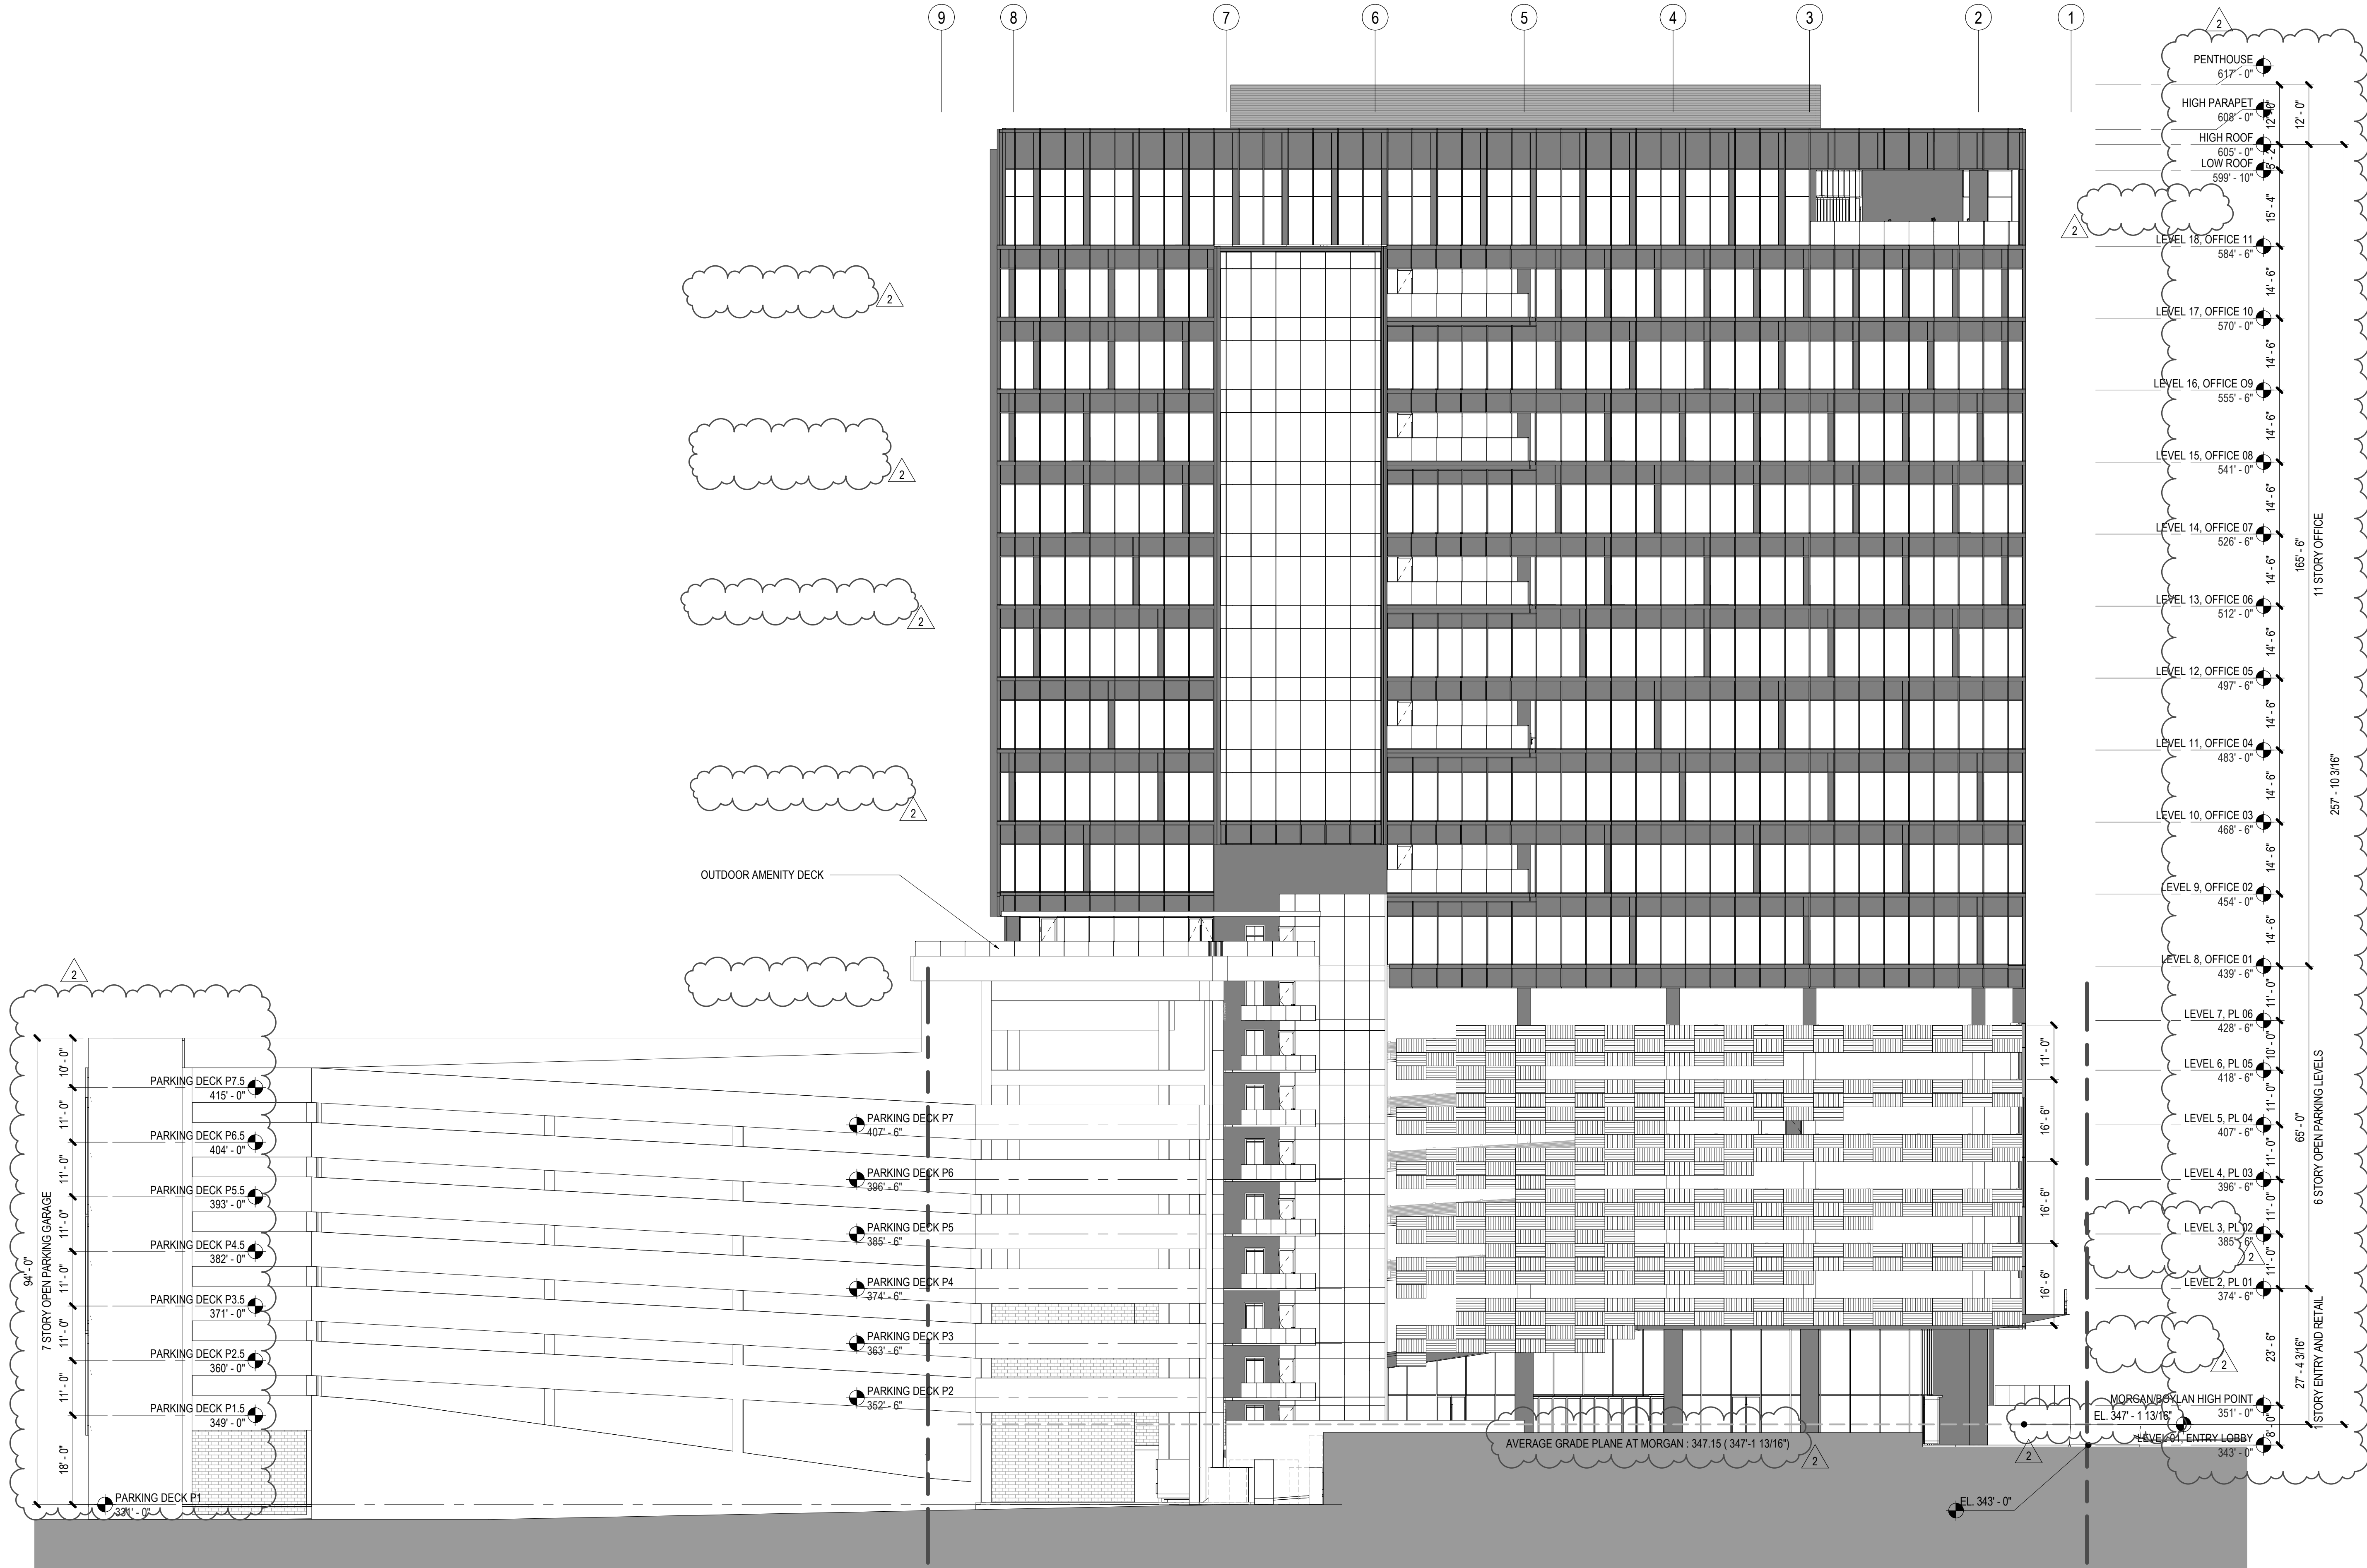 9
8
7
6
5
4
3
2
1
2
PENTHOUSE
617' - 0"
HIGH PARAPET
608' - 0"
12' - 0"
HIGH ROOF
605' - 0"
LOW ROOF
599' - 10"
15' - 4"
2
LEVEL 18, OFFICE 11
584' - 6"
14' - 6"
2
LEVEL 17, OFFICE 10
570' - 0"
14' - 6"
LEVEL 16, OFFICE O9
555' - 6"
14' - 6"
2
LEVEL 15, OFFICE 08
541' - 0"
14' - 6"
LEVEL 14, OFFICE 07
526' - 6"
165' - 6"
11 STORY OFFICE
14' - 6"
2
LEVEL 13, OFFICE 06
512' - 0"
14' - 6"
LEVEL 12, OFFICE 05
497' - 6"
14' - 6"
LEVEL 11, OFFICE 04
483' - 0"
257' - 10 3/16"
14' - 6"
2
LEVEL 10, OFFICE 03
468' - 6"
14' - 6"
OUTDOOR AMENITY DECK
LEVEL 9, OFFICE 02
454' - 0"
14' - 6"
2
LEVEL 8, OFFICE 01
439' - 6"
11' - 0"
LEVEL 7, PL 06
428' - 6"
10' - 0"
LEVEL 6, PL 05
418' - 6"
11' - 0"
LEVEL 5, PL 04
407' - 6"
11' - 0"
LEVEL 4, PL 03
396' - 6"
11' - 0"
LEVEL 3, PL 02
385' - 6"
2
11' - 0"
LEVEL 2, PL 01
374' - 6"
65' - 0"
6 STORY OPEN PARKING LEVELS
11' - 0"
16' - 6"
16' - 6"
16' - 6"
10' - 0"
PARKING DECK P7.5
415' - 0"
11' - 0"
PARKING DECK P6.5
404' - 0"
11' - 0"
PARKING DECK P5.5
393' - 0"
11' - 0"
PARKING DECK P4.5
382' - 0"
11' - 0"
PARKING DECK P3.5
371' - 0"
11' - 0"
PARKING DECK P2.5
360' - 0"
11' - 0"
PARKING DECK P1.5
349' - 0"
18' - 0"
94' - 0"
7 STORY OPEN PARKING GARAGE
PARKING DECK P1
331' - 0"
PARKING DECK P7
407' - 6"
PARKING DECK P6
396' - 6"
PARKING DECK P5
385' - 6"
PARKING DECK P4
374' - 6"
PARKING DECK P3
363' - 6"
PARKING DECK P2
352' - 6"
23' - 6"
27' - 4 3/16"
1 STORY ENTRY AND RETAIL
2
MORGAN/BOYLAN HIGH POINT
351' - 0"
EL. 347' - 1 13/16"
8' - 0"
LEVEL 01, ENTRY LOBBY
343' - 0"
AVERAGE GRADE PLANE AT MORGAN : 347.15 ( 347'-1 13/16")
2
2
EL. 343' - 0"